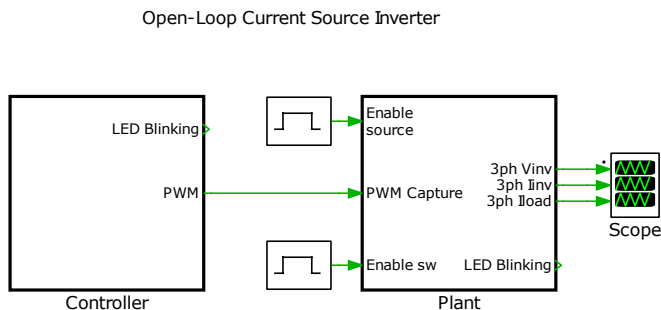 Open-Loop Current Source Inverter
LED Blinking
PWM
Controller
Enable
source
PWM Capture
Enable sw
3ph Vinv
3ph Iinv
3ph Iload
LED Blinking
Plant
Scope